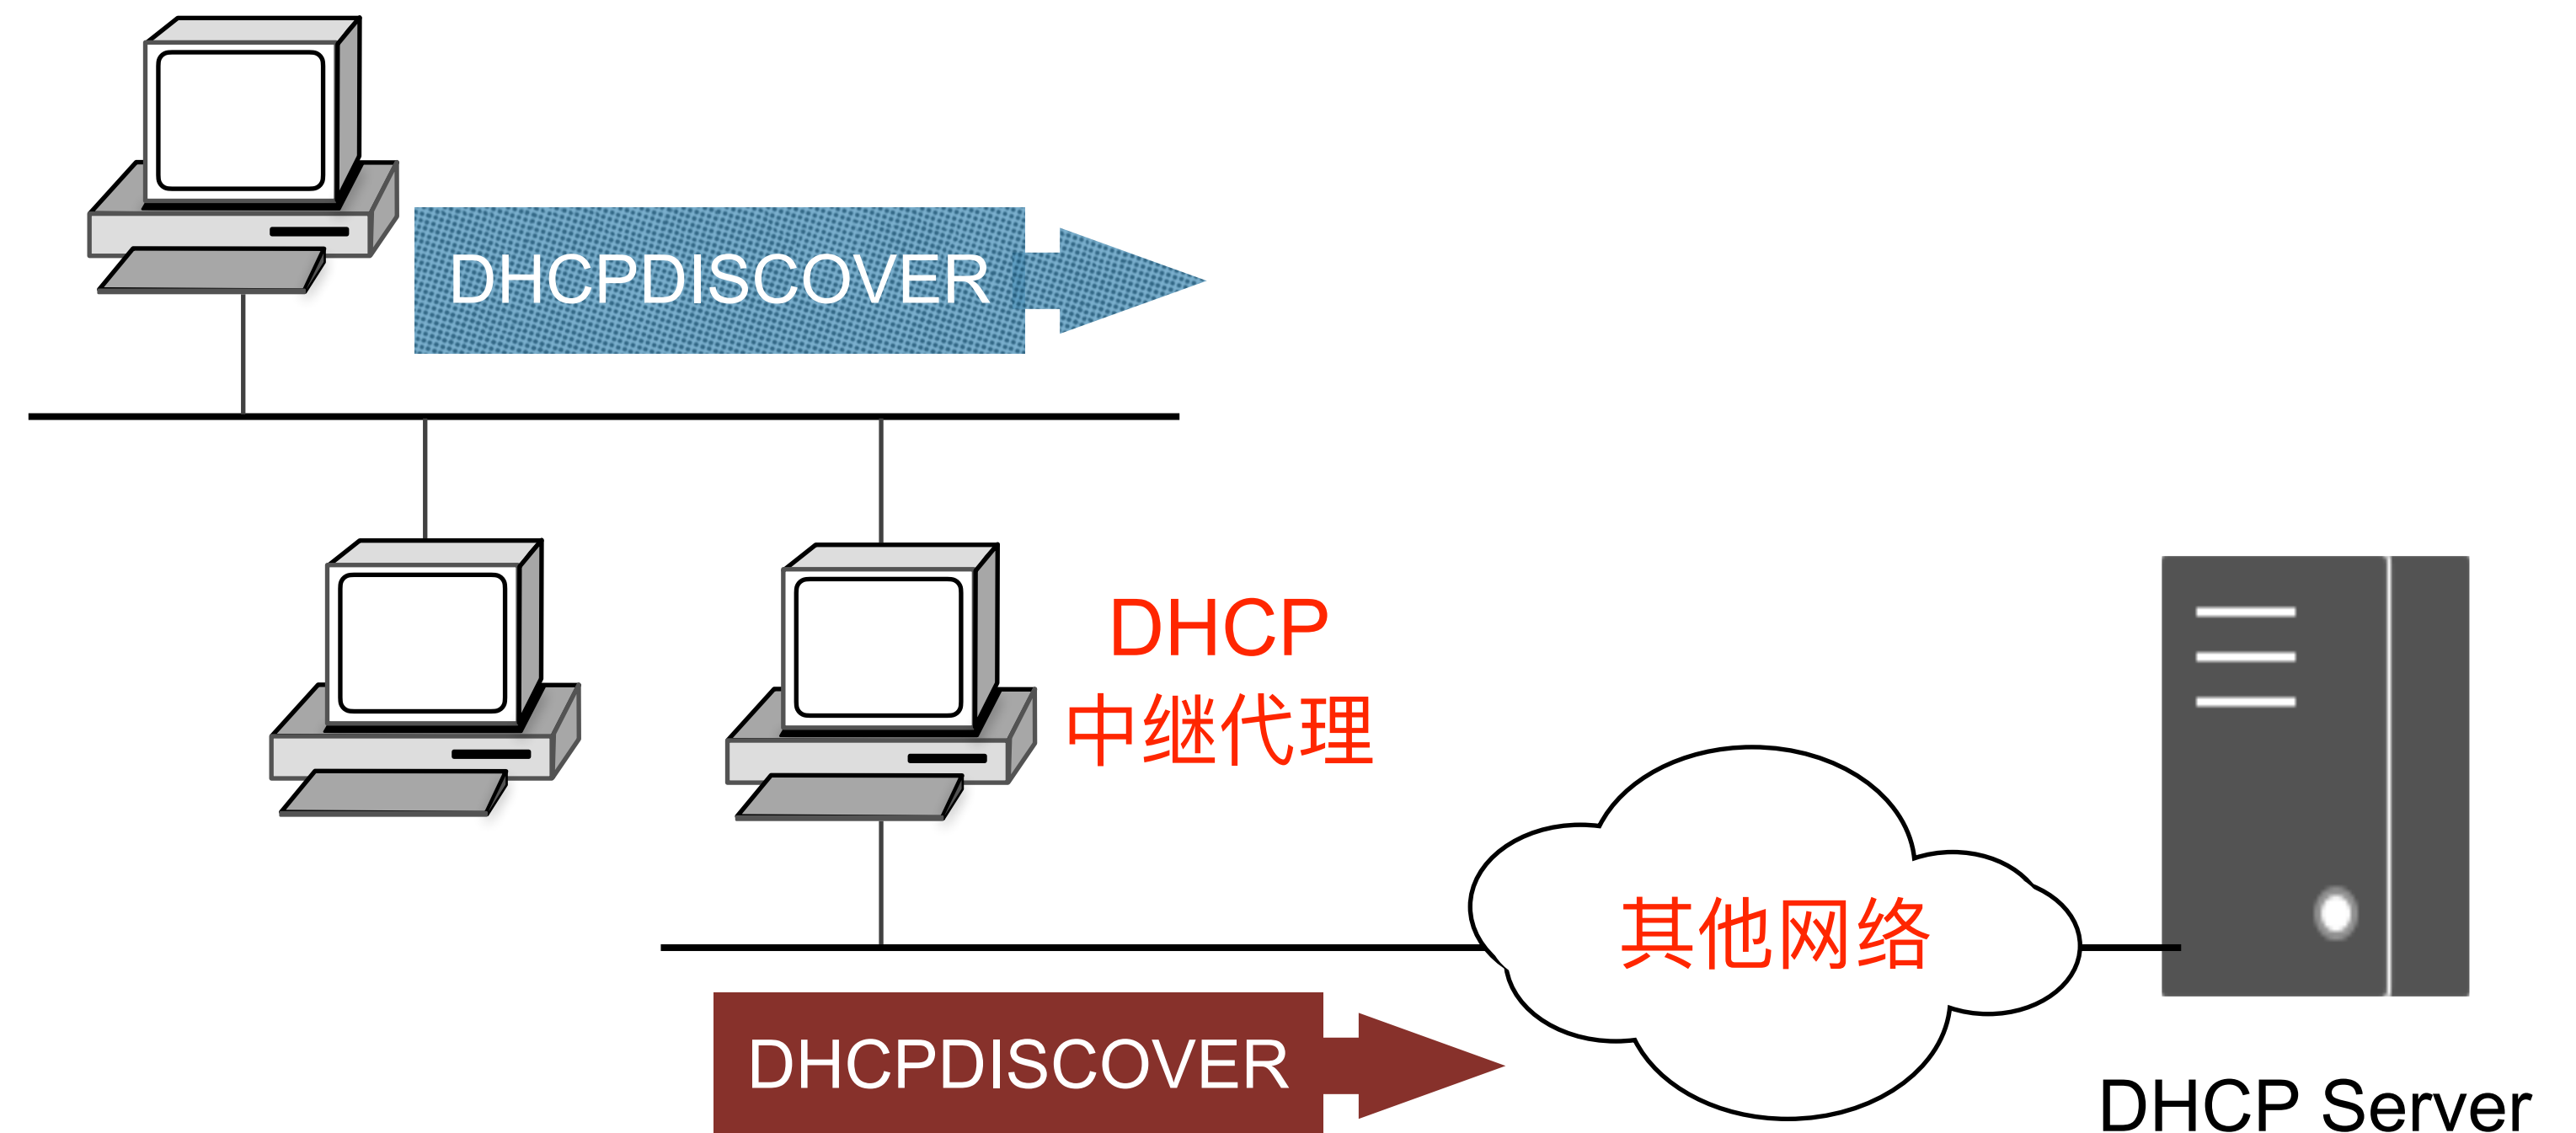 DHCPDISCOVER
DHCP
中继代理
其他网络
DHCPDISCOVER
DHCP Server